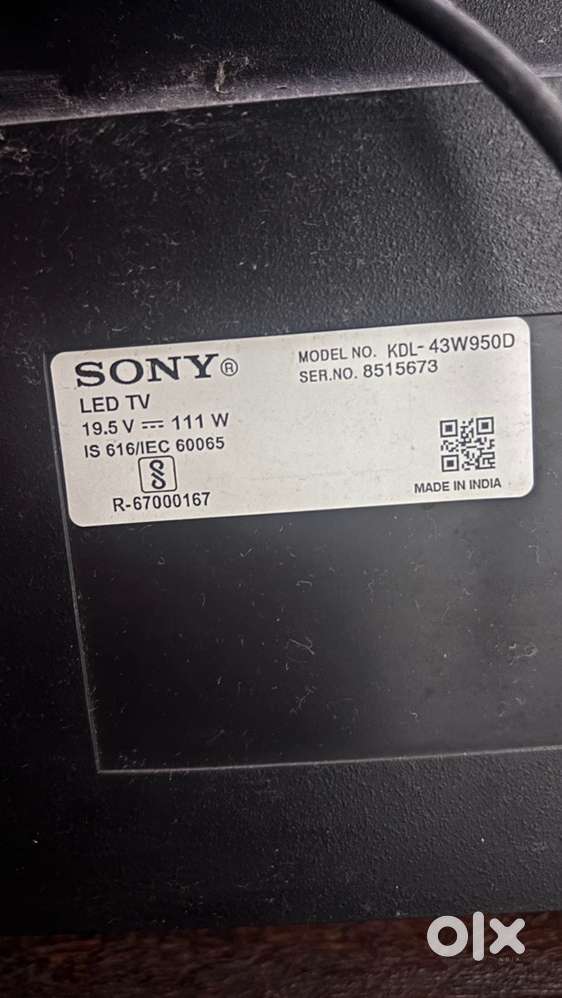 SONY®
LED TV
19.5 V ⎓ 111 W
IS 616/IEC 60065
R-67000167
MODEL NO. KDL- 43W950D
SER.NO. 8515673
MADE IN INDIA
olx
INDIA